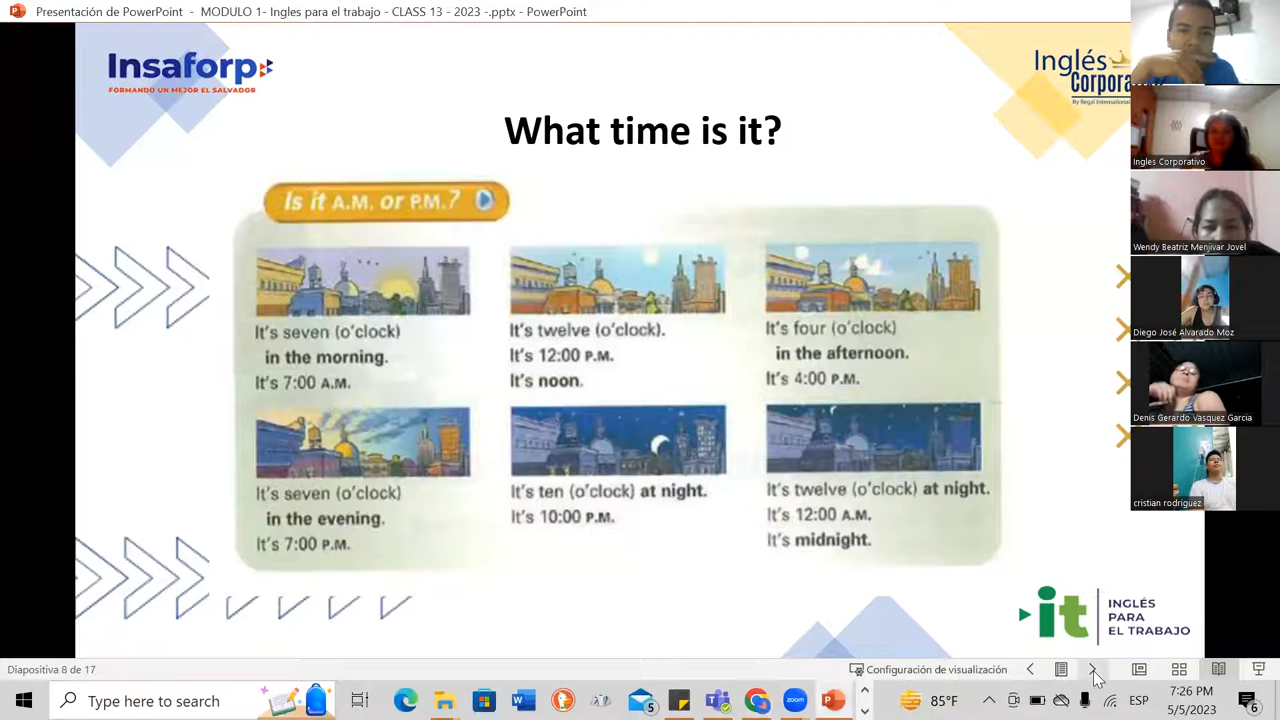 Presentación de PowerPoint - MODULO 1- Ingles para el trabajo - CLASS 13 - 2023 -.pptx - PowerPoint
Insaforp
FORMANDO UN MEJOR EL SALVADOR
Inglés
Corpora
By Regal International
What time is it?
Is it A.M. or P.M.?
It's seven (o'clock)
in the morning.
It's 7:00 A.M.
It's twelve (o'clock).
It's 12:00 P.M.
It's noon.
It's four (o'clock)
in the afternoon.
It's 4:00 P.M.
It's seven (o'clock)
in the evening.
It's 7:00 P.M.
It's ten (o'clock) at night.
It's 10:00 P.M.
It's twelve (o'clock) at night.
It's 12:00 A.M.
It's midnight.
it
INGLÉS
PARA
EL TRABAJO
Ingles Corporativo
Wendy Beatriz Menjivar Jovel
Diego José Alvarado Moz
Denis Gerardo Vasquez Garcia
cristian rodriguez
Diapositiva 8 de 17
Configuración de visualización
Type here to search
5
85°F
ESP
7:26 PM
5/5/2023
6